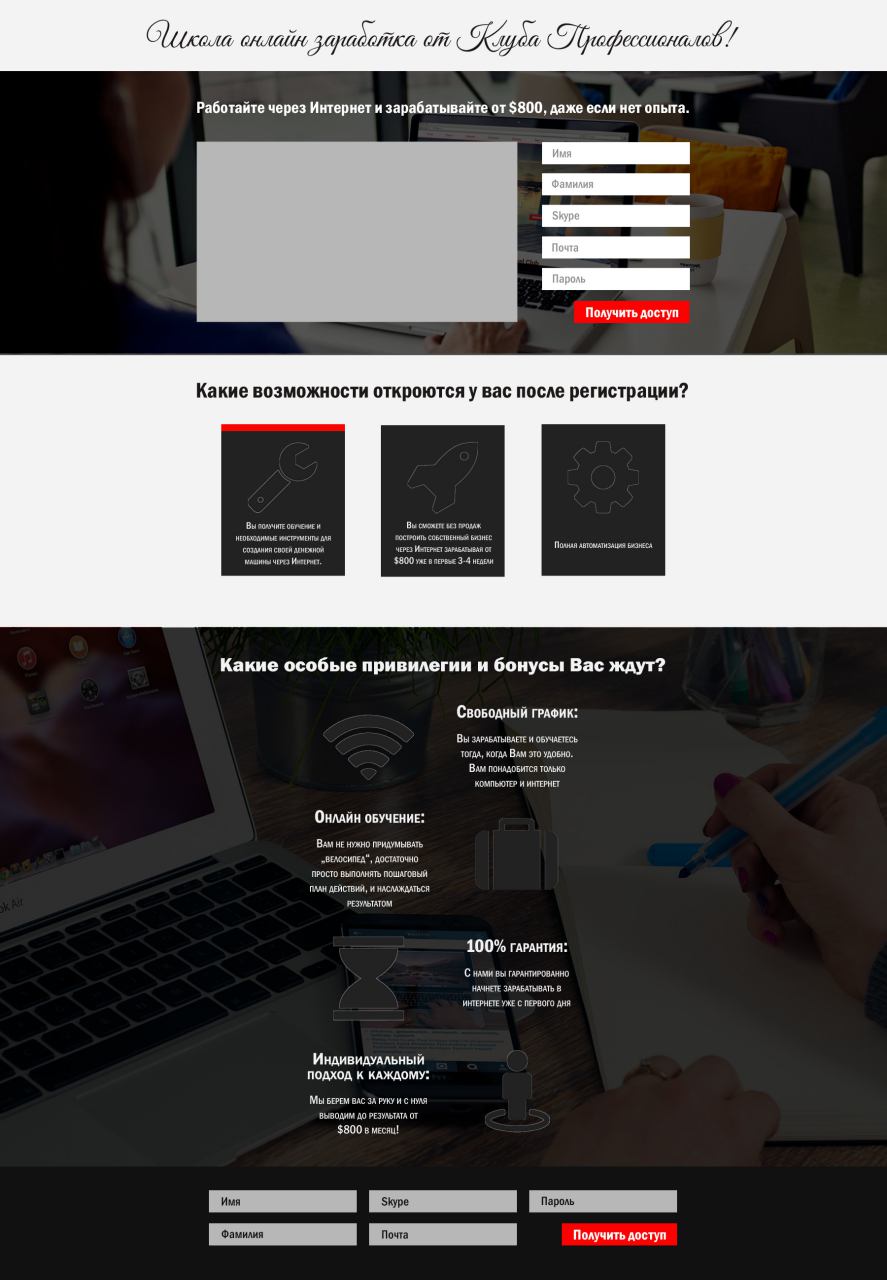 Школа онлайн заработка от Клуба Профессионалов!
Работайте через Интернет и зарабатывайте от $800, даже если нет опыта.
Имя
Фамилия
Skype
Почта
Пароль
Получить доступ
Какие возможности откроются у вас после регистрации?
Вы получите обучение и
необходимые инструменты для
создания своей денежной
машины через Интернет.
Вы сможете без продаж
построить собственный бизнес
через Интернет зарабатывая от
$800 уже в первые 3-4 недели
Полная автоматизация бизнеса
Какие особые привилегии и бонусы Вас ждут?
Свободный график:
Вы зарабатываете и обучаетесь
тогда, когда Вам это удобно.
Вам понадобится только
компьютер и интернет
Онлайн обучение:
Вам не нужно придумывать
„велосипед“, достаточно
просто выполнять пошаговый
план действий, и наслаждаться
результатом
100% гарантия:
С нами вы гарантированно
начнете зарабатывать в
интернете уже с первого дня
Индивидуальный
подход к каждому:
Мы берем вас за руку и с нуля
выводим до результата от
$800 в месяц!
Имя
Skype
Пароль
Фамилия
Почта
Получить доступ